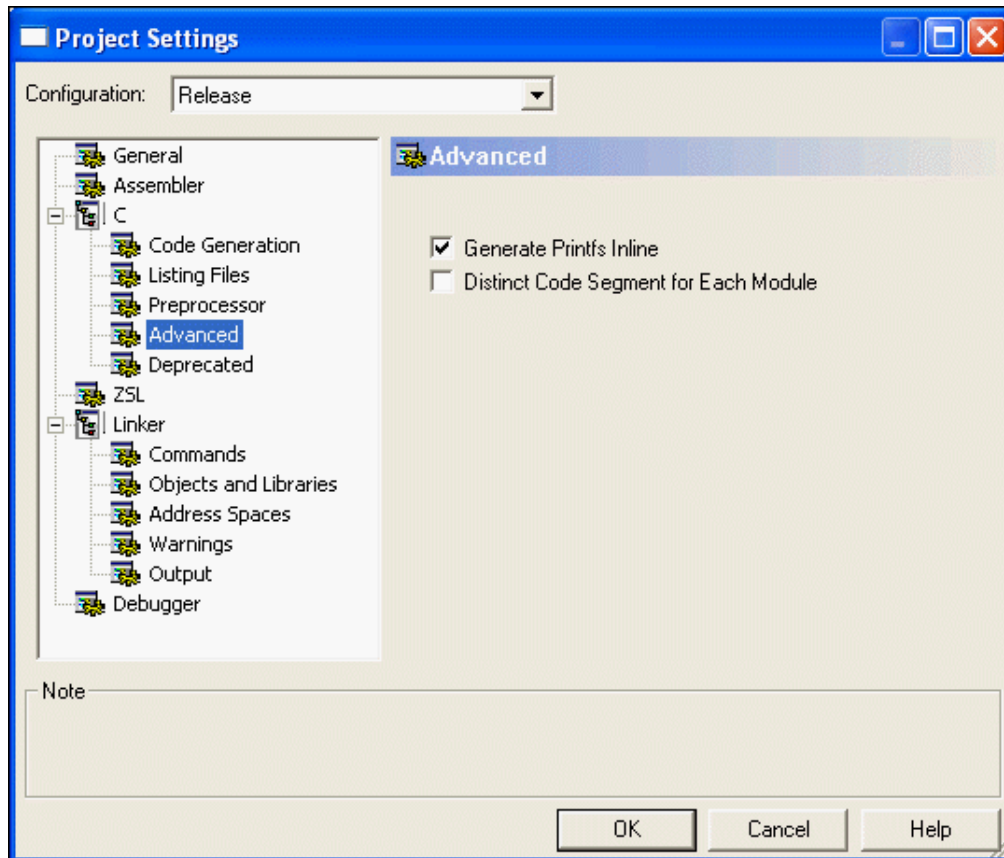 Project Settings
Configuration: Release
General
Assembler
C
Code Generation
Listing Files
Preprocessor
Advanced
Deprecated
ZSL
Linker
Commands
Objects and Libraries
Address Spaces
Warnings
Output
Debugger
Advanced
Generate Printfs Inline
Distinct Code Segment for Each Module
Note
OK Cancel Help